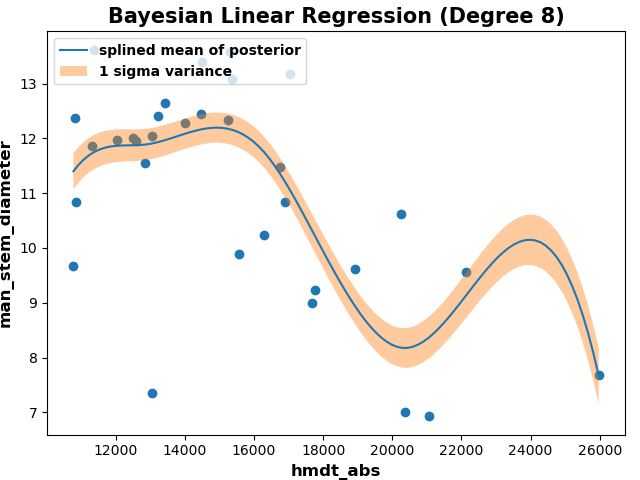 Bayesian Linear Regression (Degree 8)
splined mean of posterior
1 sigma variance
man_stem_diameter
13
12
11
10
9
8
7
12000 14000 16000 18000 20000 22000 24000 26000
hmdt_abs